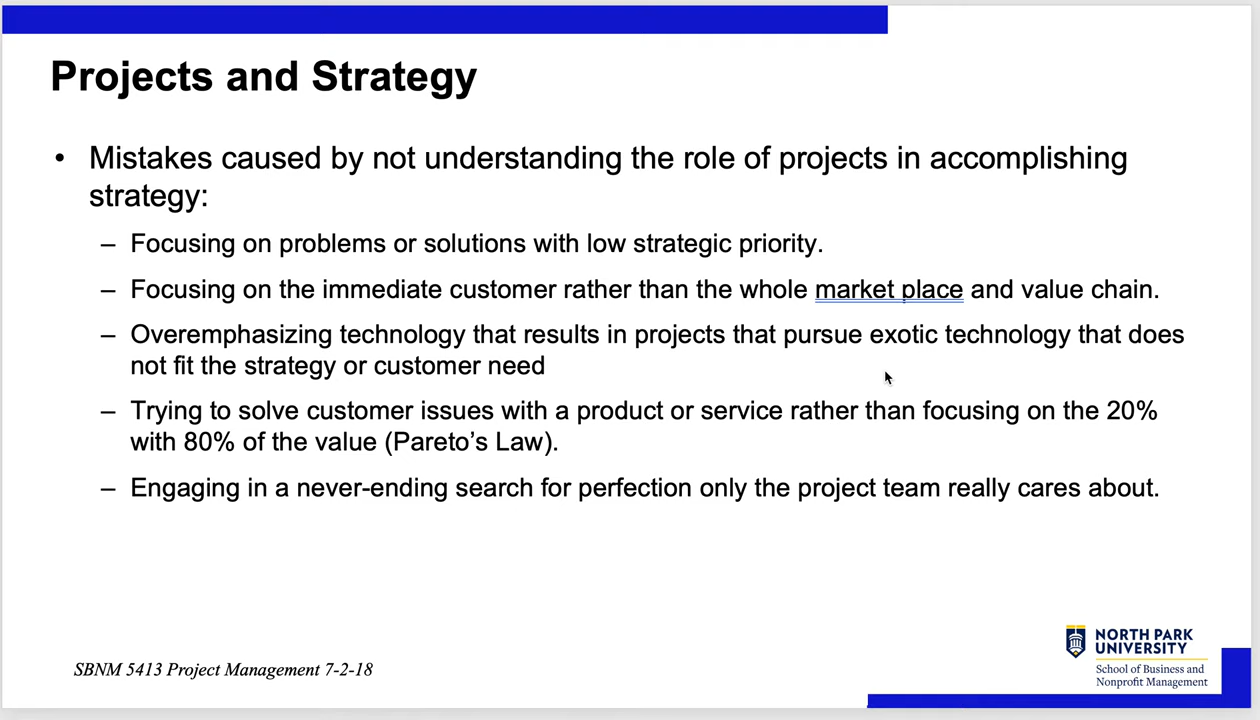 Projects and Strategy
• Mistakes caused by not understanding the role of projects in accomplishing
strategy:
– Focusing on problems or solutions with low strategic priority.
– Focusing on the immediate customer rather than the whole market place and value chain.
– Overemphasizing technology that results in projects that pursue exotic technology that does
not fit the strategy or customer need
– Trying to solve customer issues with a product or service rather than focusing on the 20%
with 80% of the value (Pareto’s Law).
– Engaging in a never-ending search for perfection only the project team really cares about.
SBNM 5413 Project Management 7-2-18
NORTH PARK
UNIVERSITY
School of Business and
Nonprofit Management